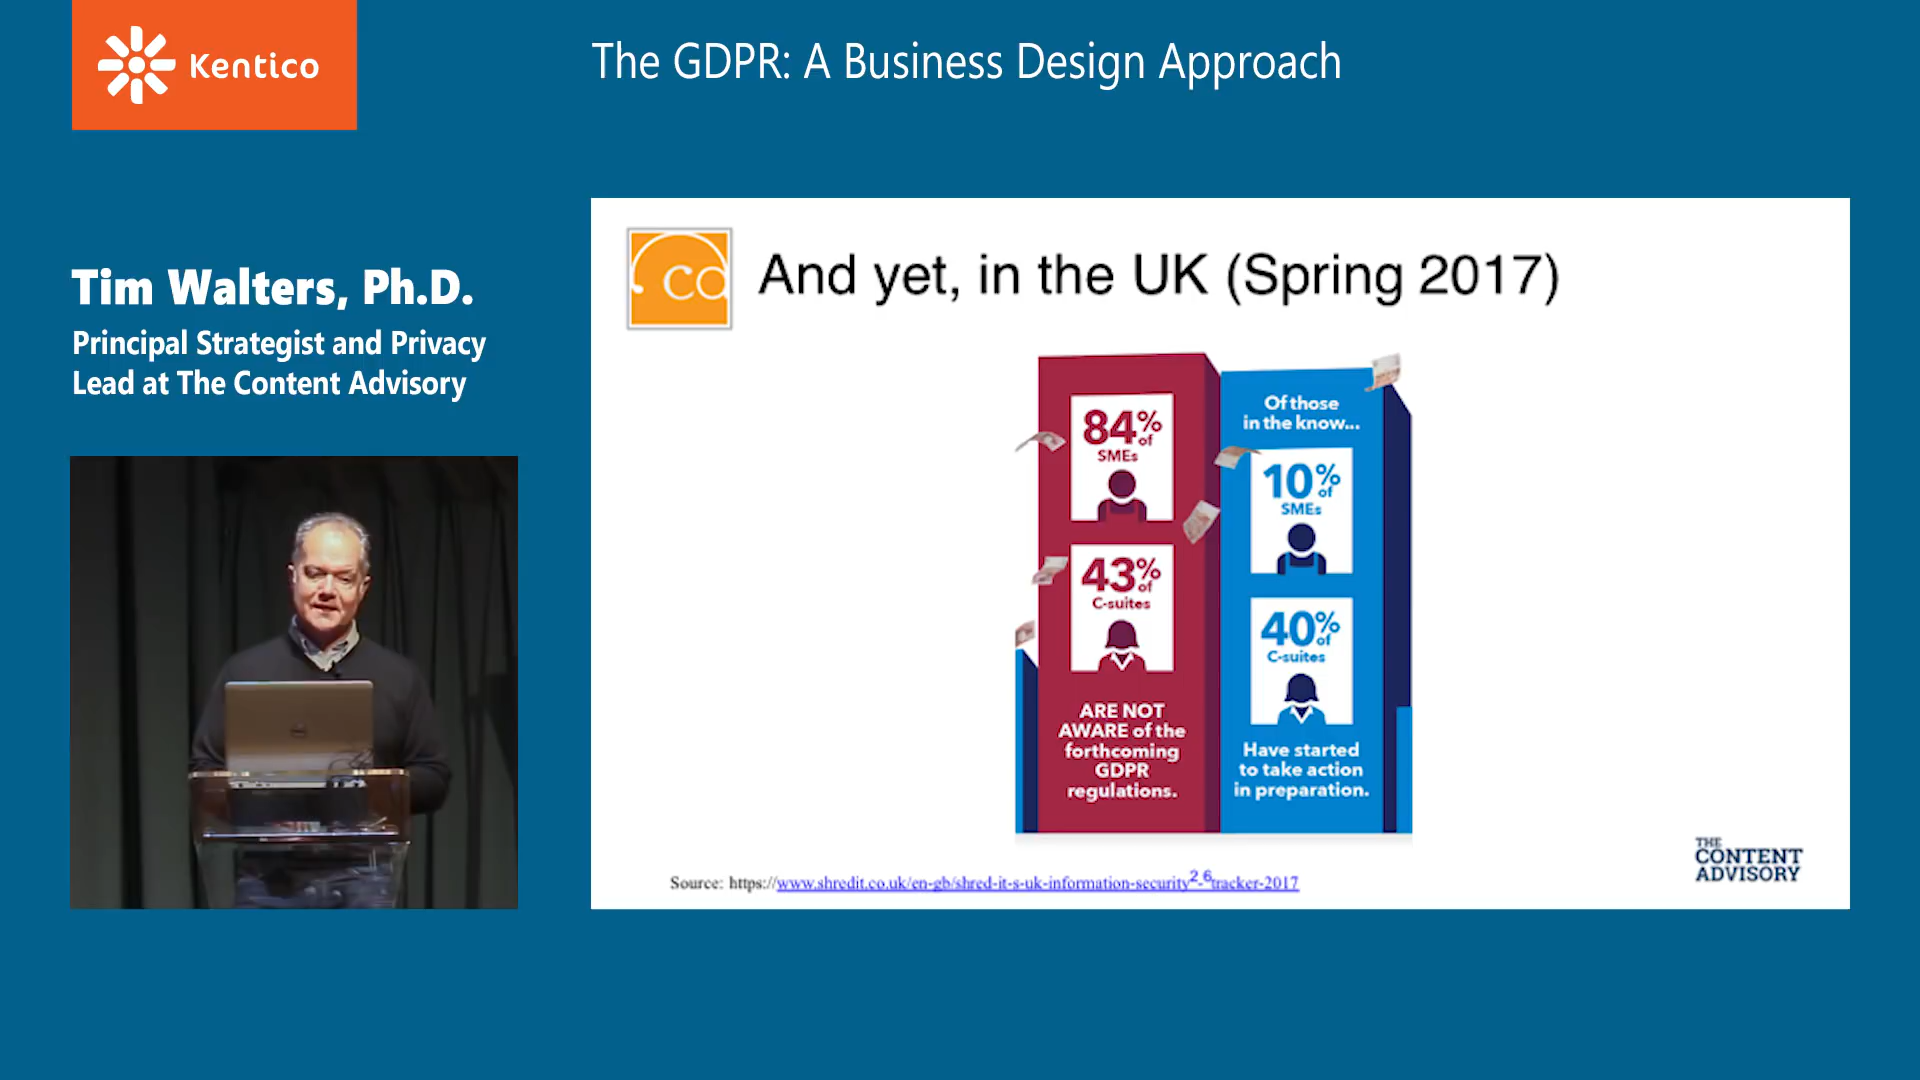 Kentico
The GDPR: A Business Design Approach
Tim Walters, Ph.D.
Principal Strategist and Privacy
Lead at The Content Advisory
And yet, in the UK (Spring 2017)
84% of
SMEs
43% of
C-suites
ARE NOT
AWARE of the
forthcoming
GDPR
regulations.
Of those
in the know...
10% of
SMEs
40% of
C-suites
Have started
to take action
in preparation.
Source: https://www.shredit.co.uk/en-gb/shred-it-s-uk-information-security-tracker-2017
26
THE
CONTENT
ADVISORY